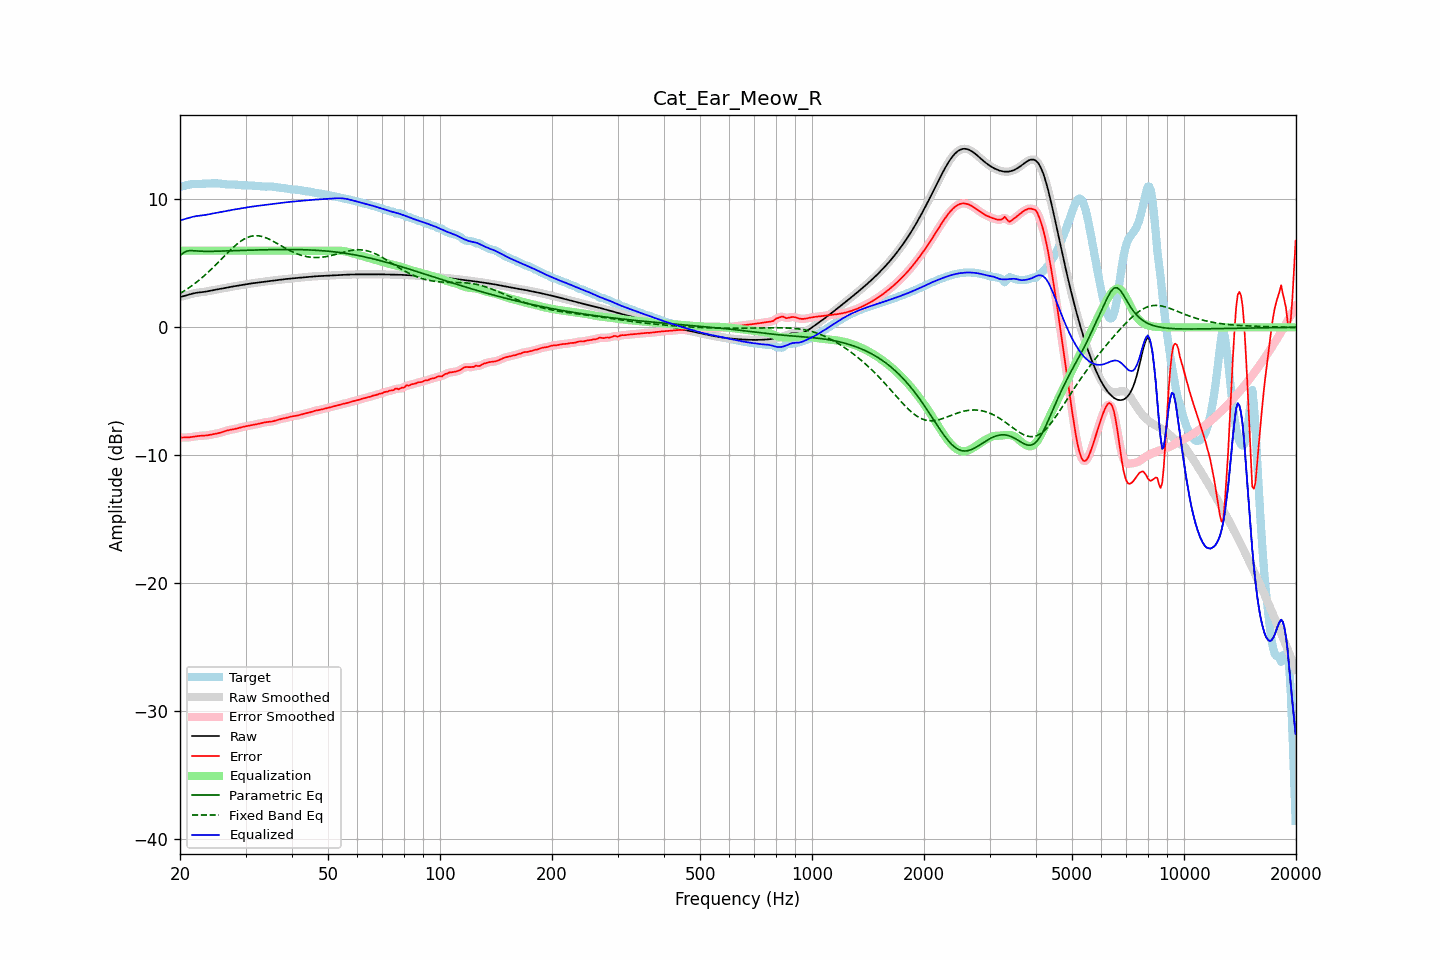 Cat_Ear_Meow_R
10
0
−10
−20
−30
−40
Amplitude (dBr)
Target
Raw Smoothed
Error Smoothed
Raw
Error
Equalization
Parametric Eq
Fixed Band Eq
Equalized
20 50 100 200 500 1000 2000 5000 10000 20000
Frequency (Hz)